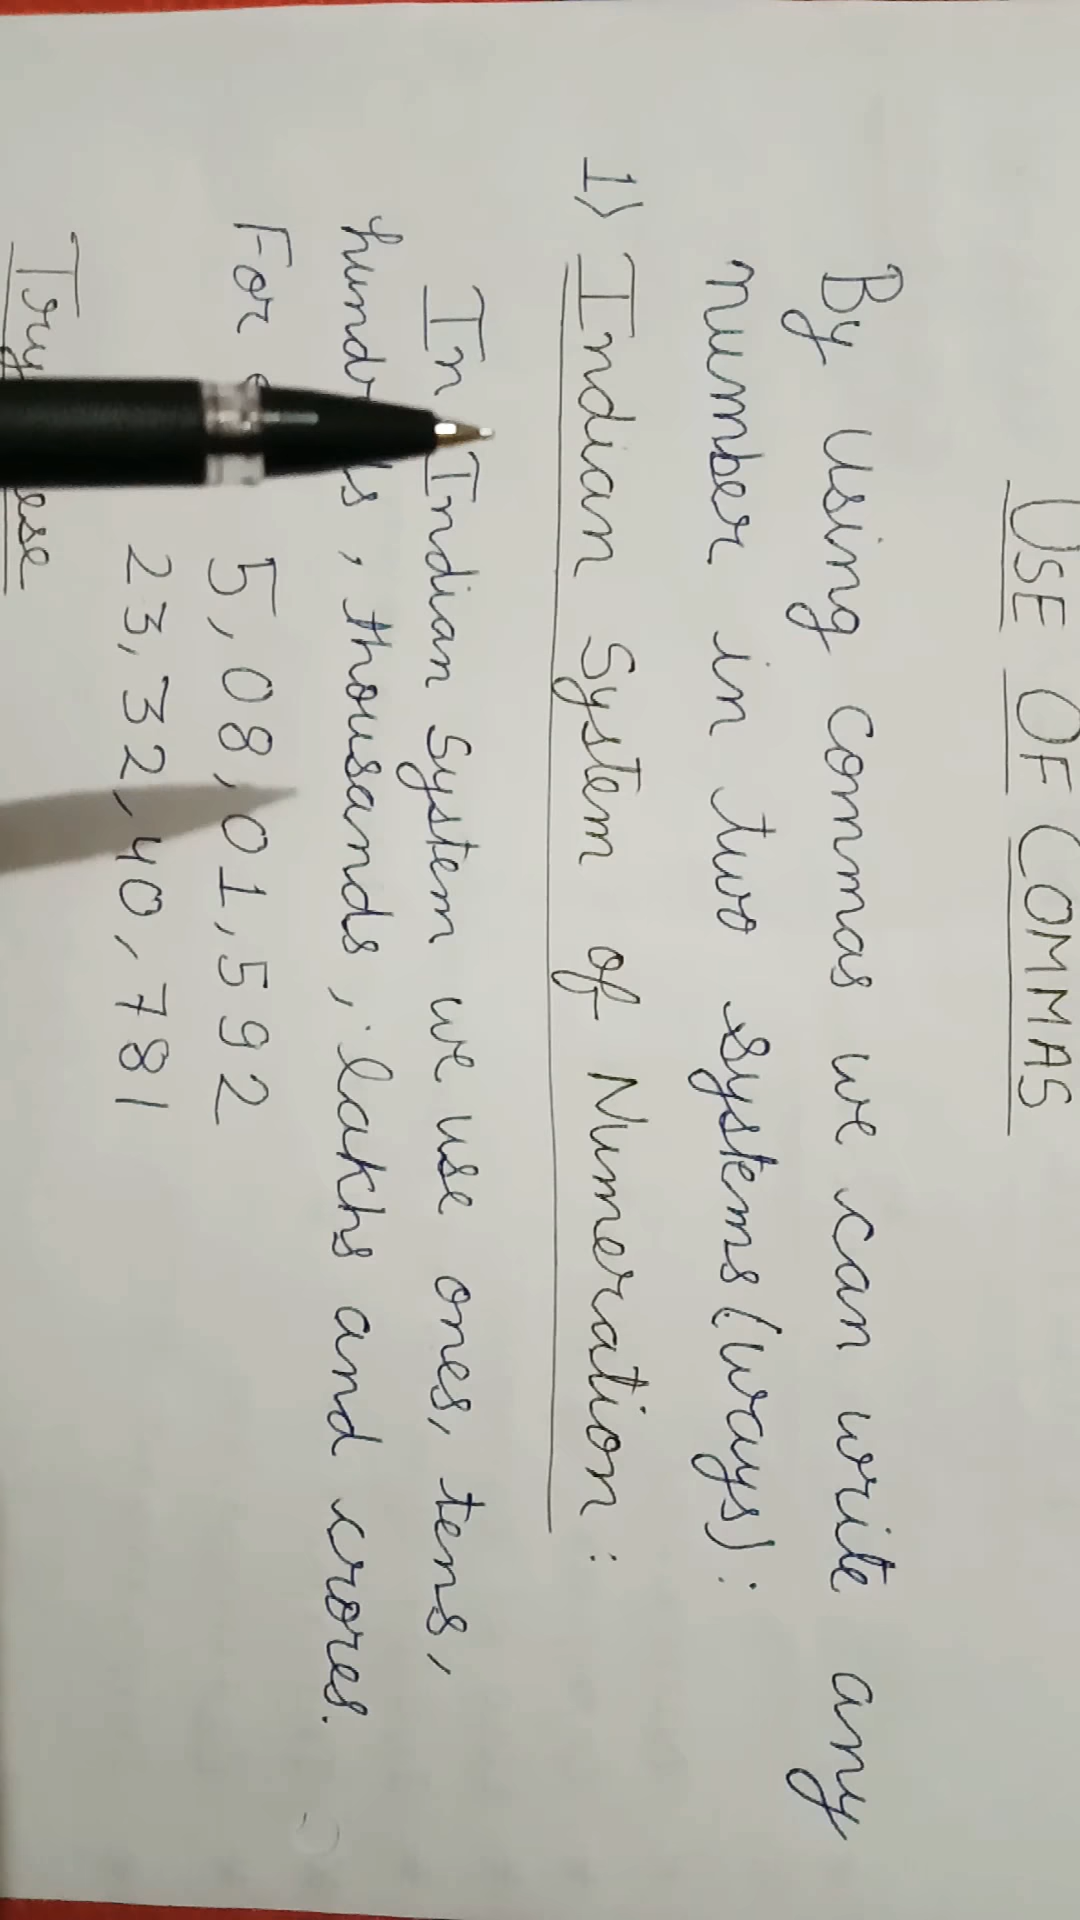 USE OF COMMAS
By using commas we can write any
number in two systems (ways):
1) Indian System of Numeration:
In Indian System we use ones, tens,
, thousands, lakhs and crores.
For
5,08,01,592
23,32,40,781